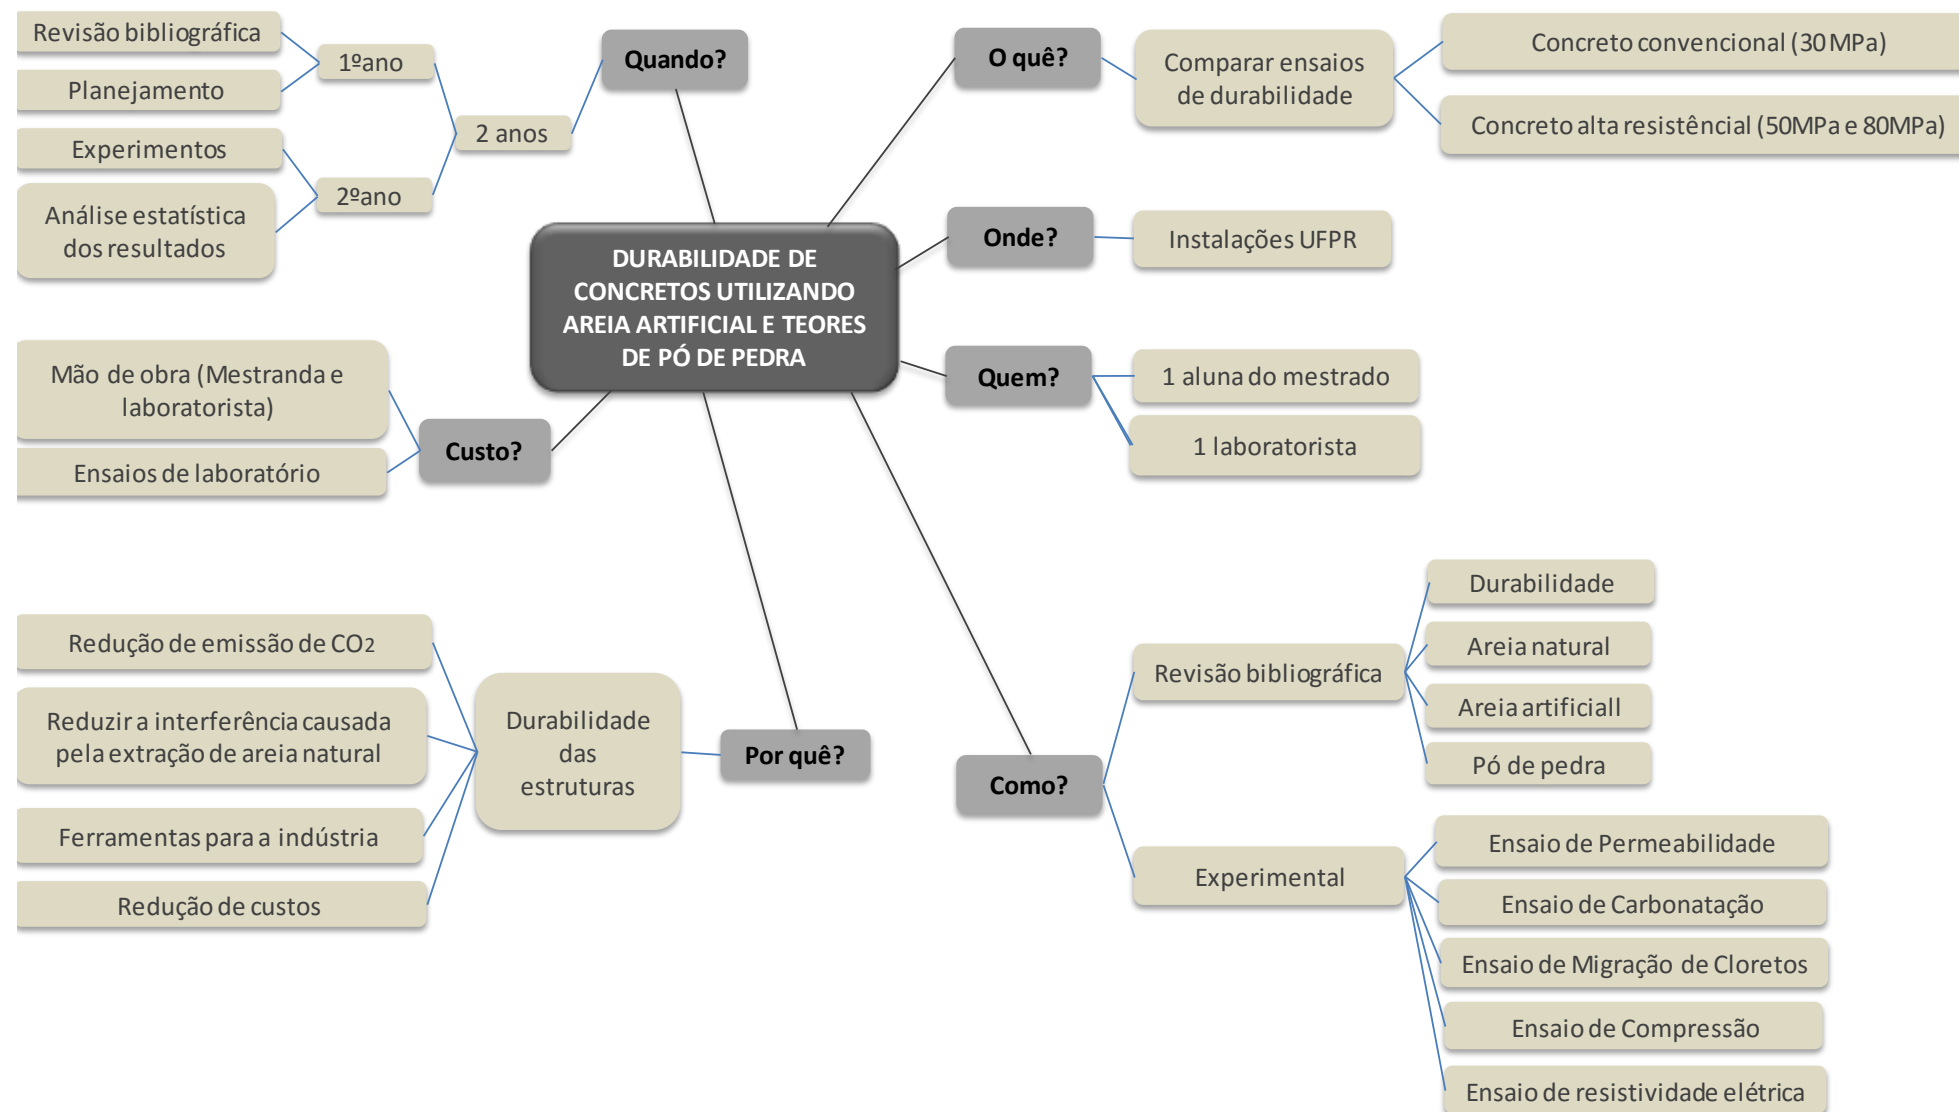 Revisão bibliográfica
Planejamento
1ºano
Experimentos
Análise estatística
dos resultados
2ºano
2 anos
Quando?
O quê?
Comparar ensaios
de durabilidade
Concreto convencional (30 MPa)
Concreto alta resistêncial (50MPa e 80MPa)
Onde?
Instalações UFPR
DURABILIDADE DE
CONCRETOS UTILIZANDO
AREIA ARTIFICIAL E TEORES
DE PÓ DE PEDRA
Quem?
1 aluna do mestrado
1 laboratorista
Mão de obra (Mestranda e
laboratorista)
Ensaios de laboratório
Custo?
Redução de emissão de CO2
Reduzir a interferência causada
pela extração de areia natural
Ferramentas para a indústria
Redução de custos
Durabilidade
das
estruturas
Por quê?
Como?
Revisão bibliográfica
Durabilidade
Areia natural
Areia artificiall
Pó de pedra
Experimental
Ensaio de Permeabilidade
Ensaio de Carbonatação
Ensaio de Migração de Cloretos
Ensaio de Compressão
Ensaio de resistividade elétrica